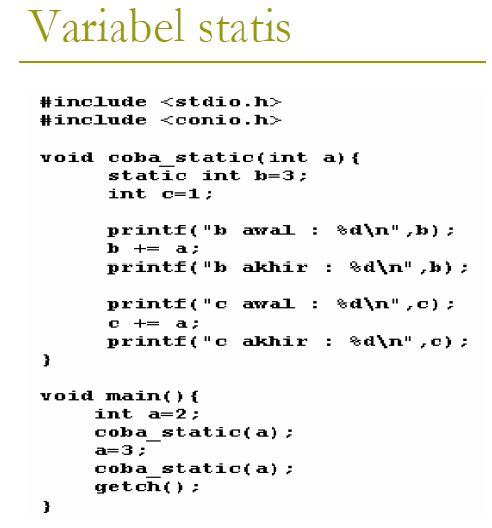 Variabel statis
#include <stdio.h>
#include <conio.h>
void coba_static(int a){
static int b=3;
int c=1;
printf("b awal : %d\n",b);
b += a;
printf("b akhir : %d\n",b);
printf("c awal : %d\n",c);
c += a;
printf("c akhir : %d\n",c);
}
void main(){
int a=2;
coba_static(a);
a=3;
coba_static(a);
getch();
}